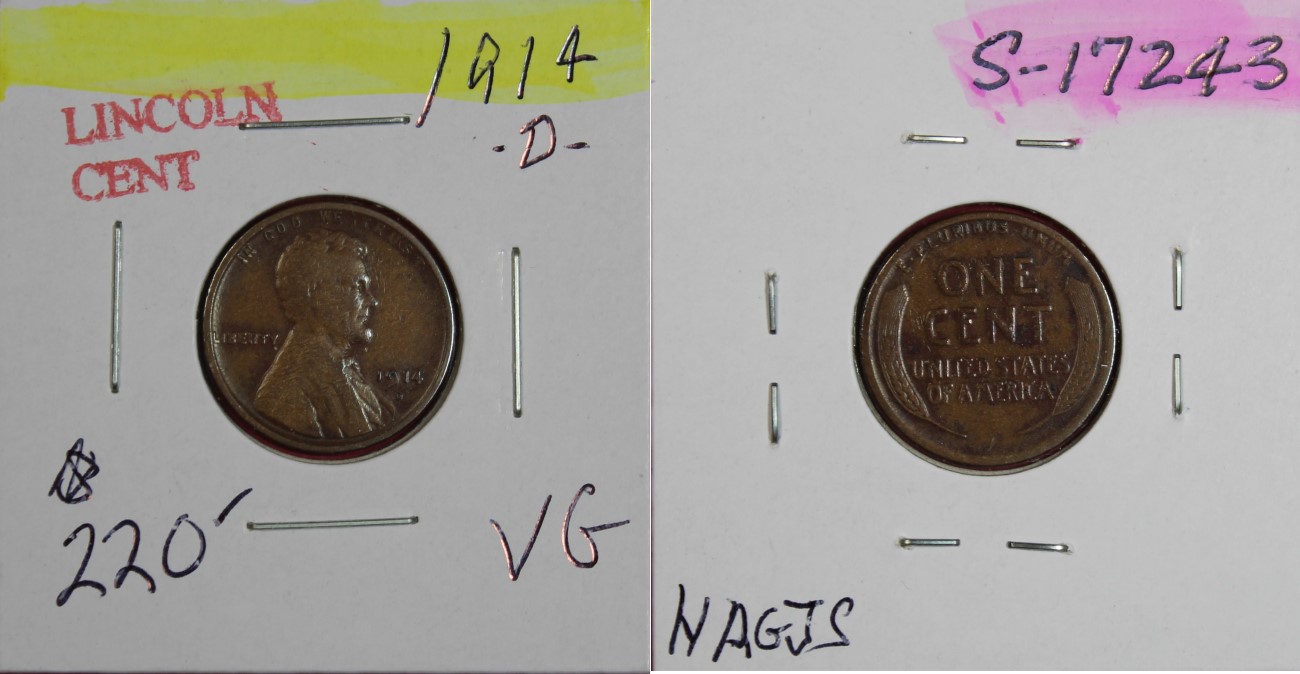 1914
-D-
LINCOLN
CENT
IN GOD WE TRUST
LIBERTY
1914
$
220
VG
S-17243
E·PLURIBUS·UNUM
ONE
CENT
UNITED STATES
OF AMERICA